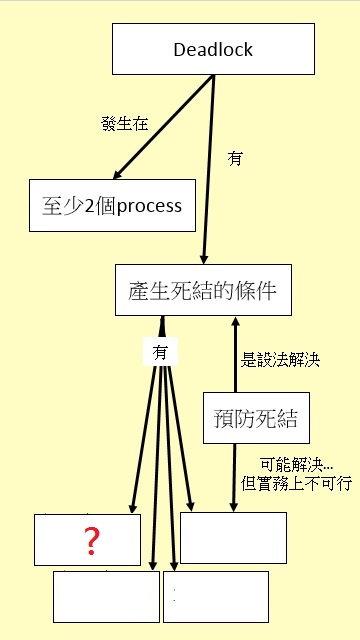 Deadlock
發生在
有
至少2個process
產生死結的條件
有
是設法解決
預防死結
可能解決...
但實務上不可行
?